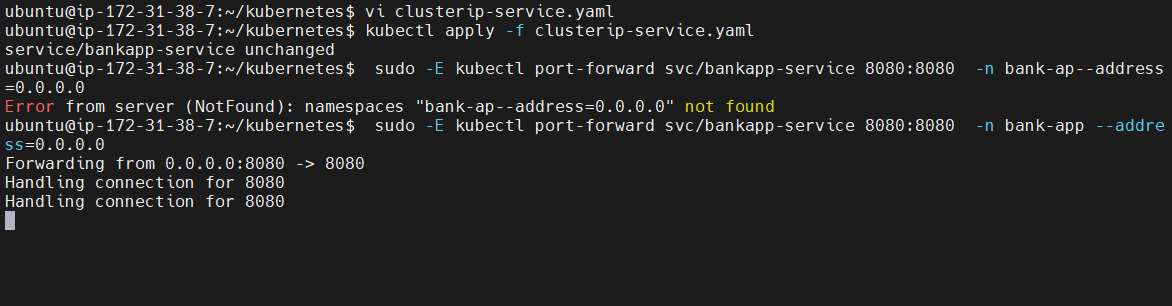 ubuntu@ip-172-31-38-7:~/kubernetes$ vi clusterip-service.yaml
ubuntu@ip-172-31-38-7:~/kubernetes$ kubectl apply -f clusterip-service.yaml
service/bankapp-service unchanged
ubuntu@ip-172-31-38-7:~/kubernetes$  sudo -E kubectl port-forward svc/bankapp-service 8080:8080  -n bank-ap--address
=0.0.0.0
Error from server (NotFound): namespaces "bank-ap--address=0.0.0.0" not found
ubuntu@ip-172-31-38-7:~/kubernetes$  sudo -E kubectl port-forward svc/bankapp-service 8080:8080  -n bank-app --addre
ss=0.0.0.0
Forwarding from 0.0.0.0:8080 -> 8080
Handling connection for 8080
Handling connection for 8080